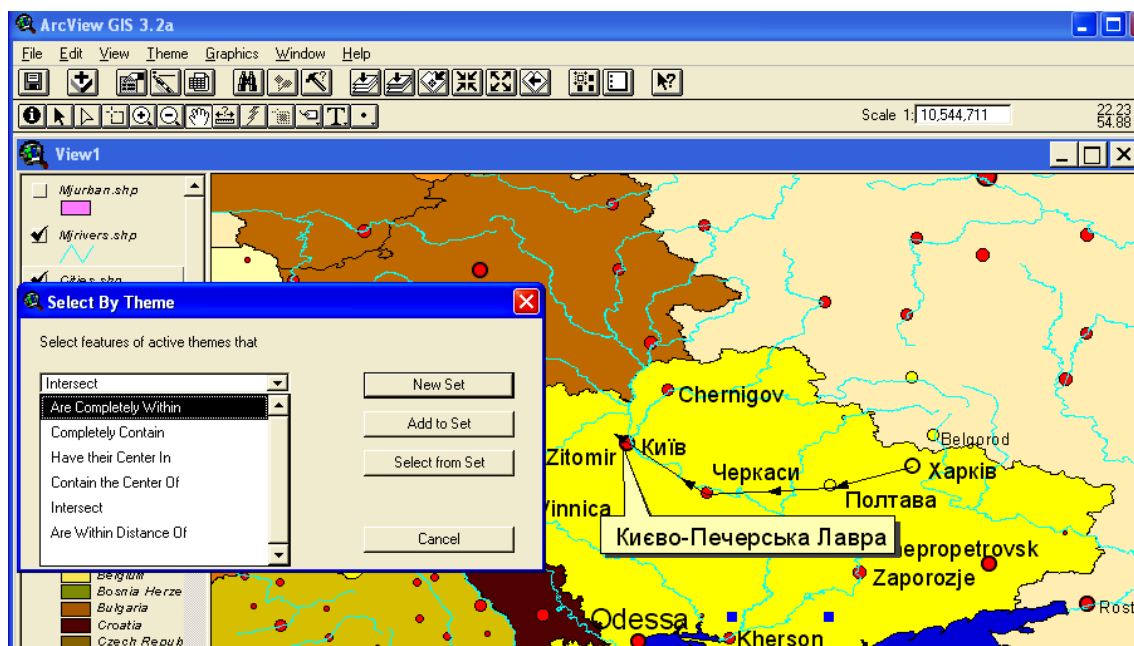 ArcView GIS 3.2a
File Edit View Theme Graphics Window Help
Scale 1: 10,544,711
22.23
54.88
View1
Mjurban.shp
Mjrivers.shp
Cities.shp
Select By Theme
Select features of active themes that
Intersect
Are Completely Within
Completely Contain
Have their Center In
Contain the Center Of
Intersect
Are Within Distance Of
New Set
Add to Set
Select from Set
Cancel
Belgium
Bosnia Herze
Bulgaria
Croatia
Czech Repub
Chernigov
Belgorod
Zitomir
Київ
Черкаси
Харків
Полтава
Vinnica
Києво-Печерська Лавра
nepropetrovsk
Zaporozje
Rost
Odessa
Kherson